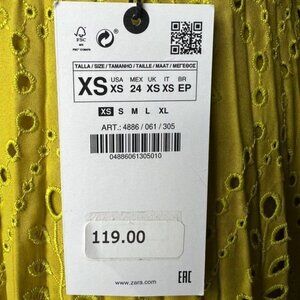 FSC
TALLA / SIZE / TAMANHO / TAILLE / MAAT / ΜΕΓΕΘΟΣ
XS
USA MEX UK IT BR
XS 24 XS XS EP
XS S M L XL
ART.: 4886 / 061 / 305
04886061305010
119.00
www.zara.com
EAC